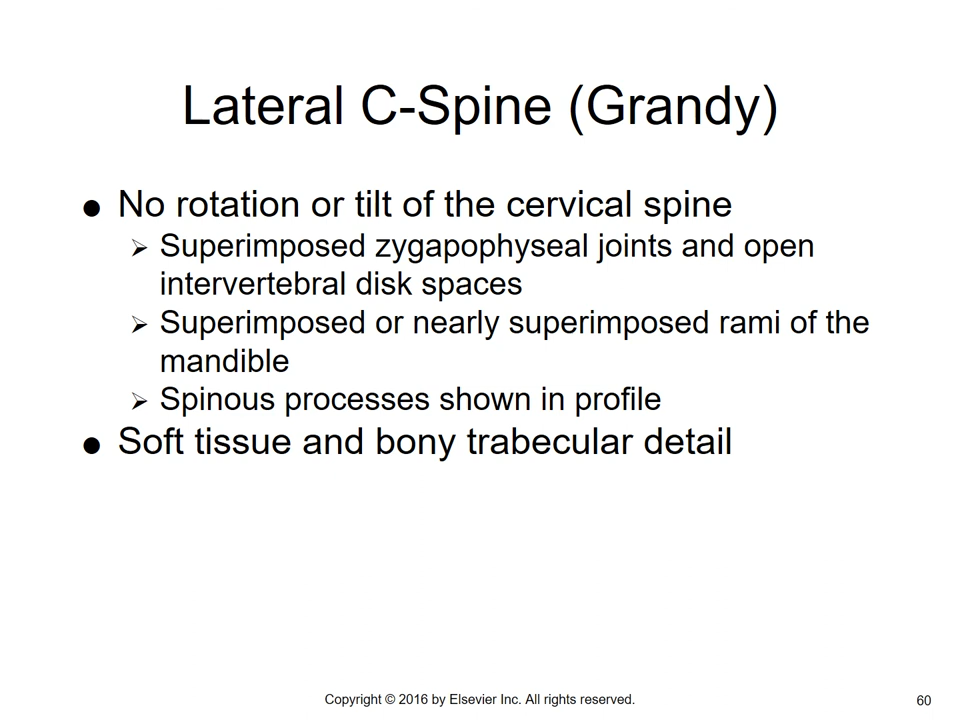 Lateral C-Spine (Grandy)
● No rotation or tilt of the cervical spine
➢ Superimposed zygapophyseal joints and open
intervertebral disk spaces
➢ Superimposed or nearly superimposed rami of the
mandible
➢ Spinous processes shown in profile
● Soft tissue and bony trabecular detail
Copyright © 2016 by Elsevier Inc. All rights reserved.
60